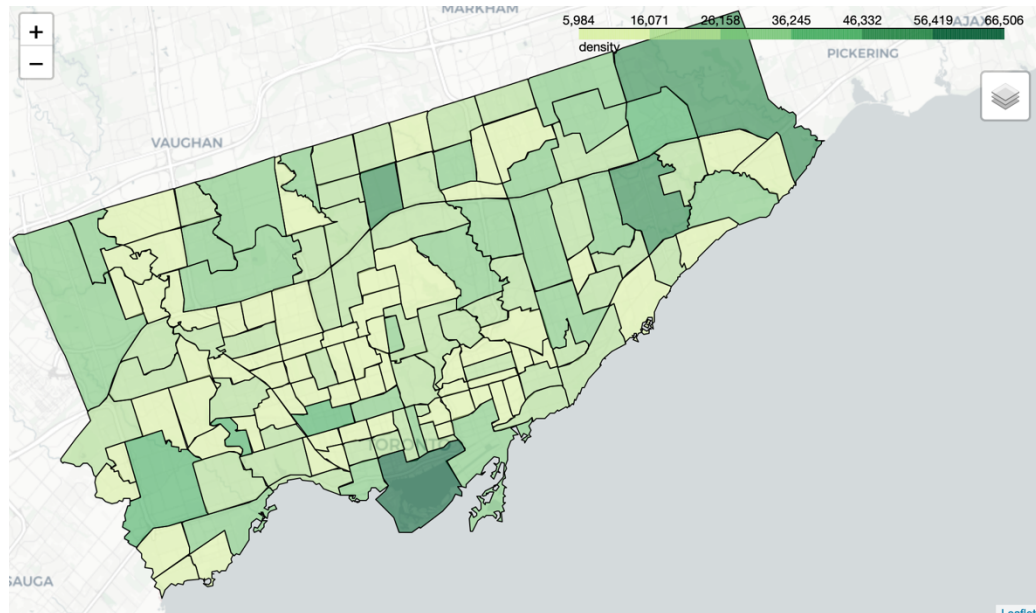 MARKHAM
5,984 16,071 26,158 36,245 46,332 56,419 66,506
AJAX
density
+
−
PICKERING
VAUGHAN
TORONTO
SAUGA
Leaflet